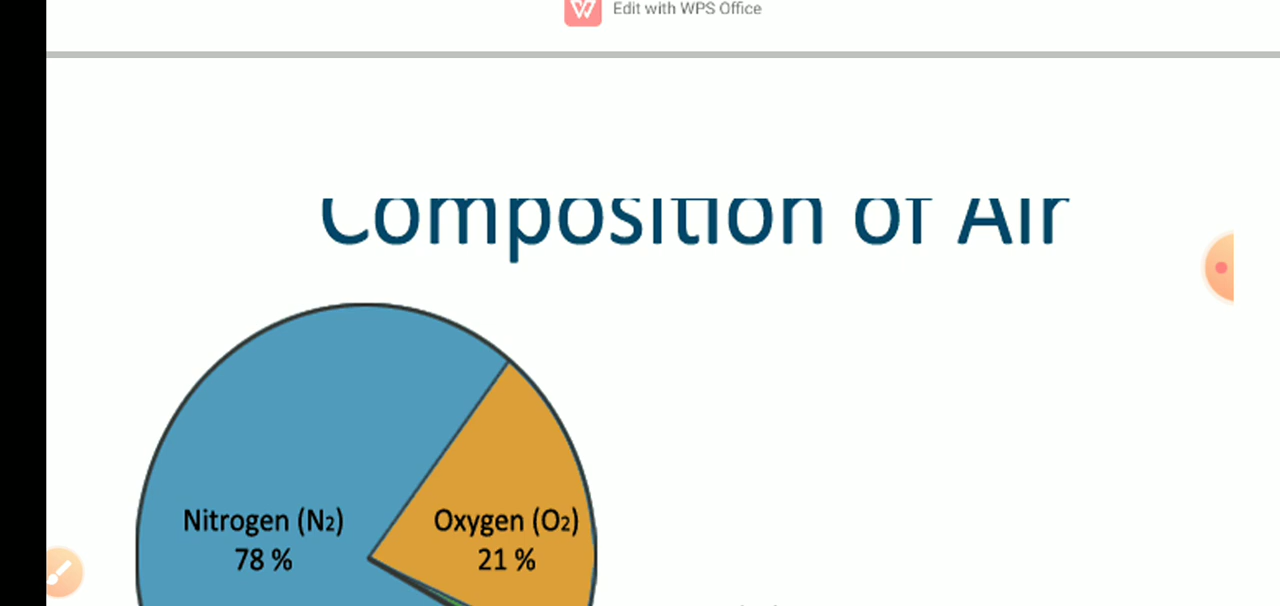 Edit with WPS Office
Composition of Air
Nitrogen (N2)
78 %
Oxygen (O2)
21 %